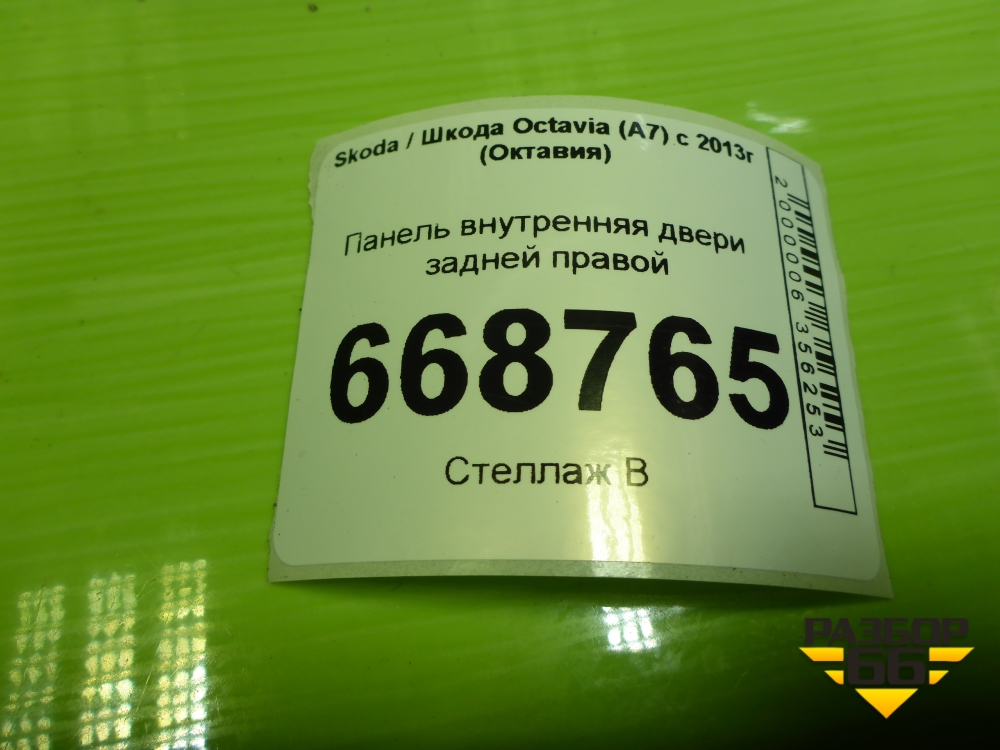 Skoda / Шкода Octavia (A7) с 2013г
(Октавия)
Панель внутренняя двери
задней правой
668765
Стеллаж В
2000006356253
РАЗБОР
66